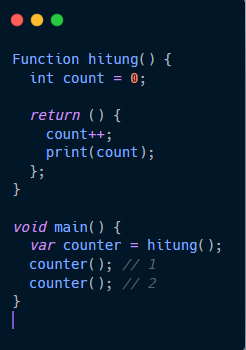 Function hitung() {
  int count = 0;

  return () {
    count++;
    print(count);
  };
}

void main() {
  var counter = hitung();
  counter(); // 1
  counter(); // 2
}